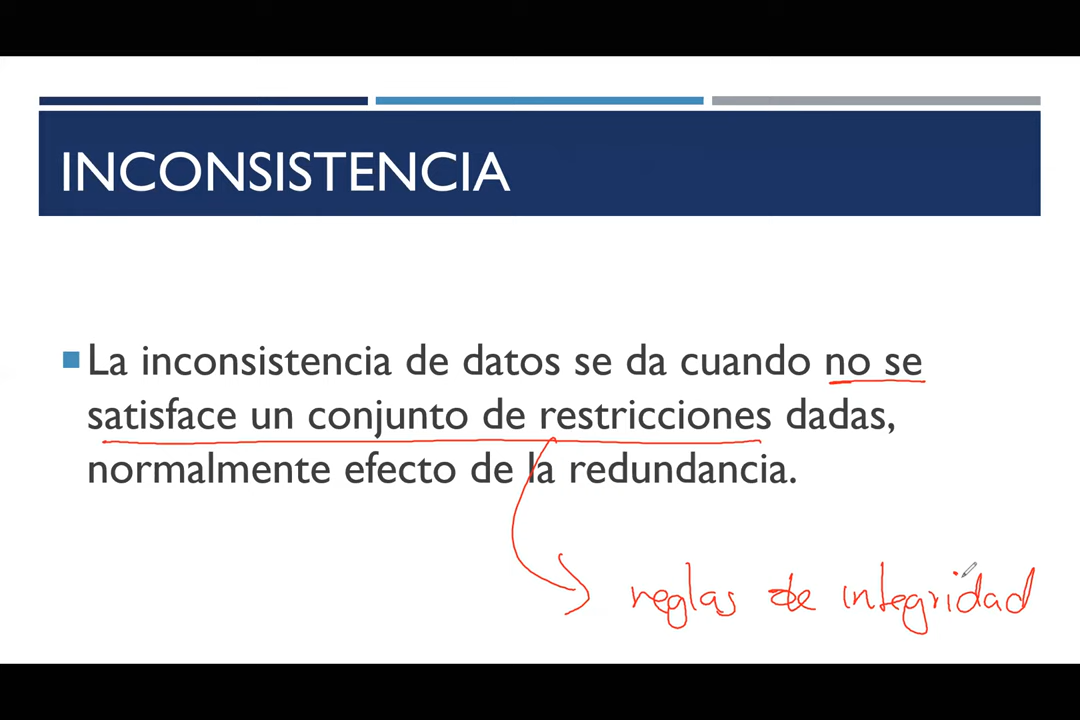 INCONSISTENCIA
La inconsistencia de datos se da cuando no se
satisface un conjunto de restricciones dadas,
normalmente efecto de la redundancia.
reglas de integridad